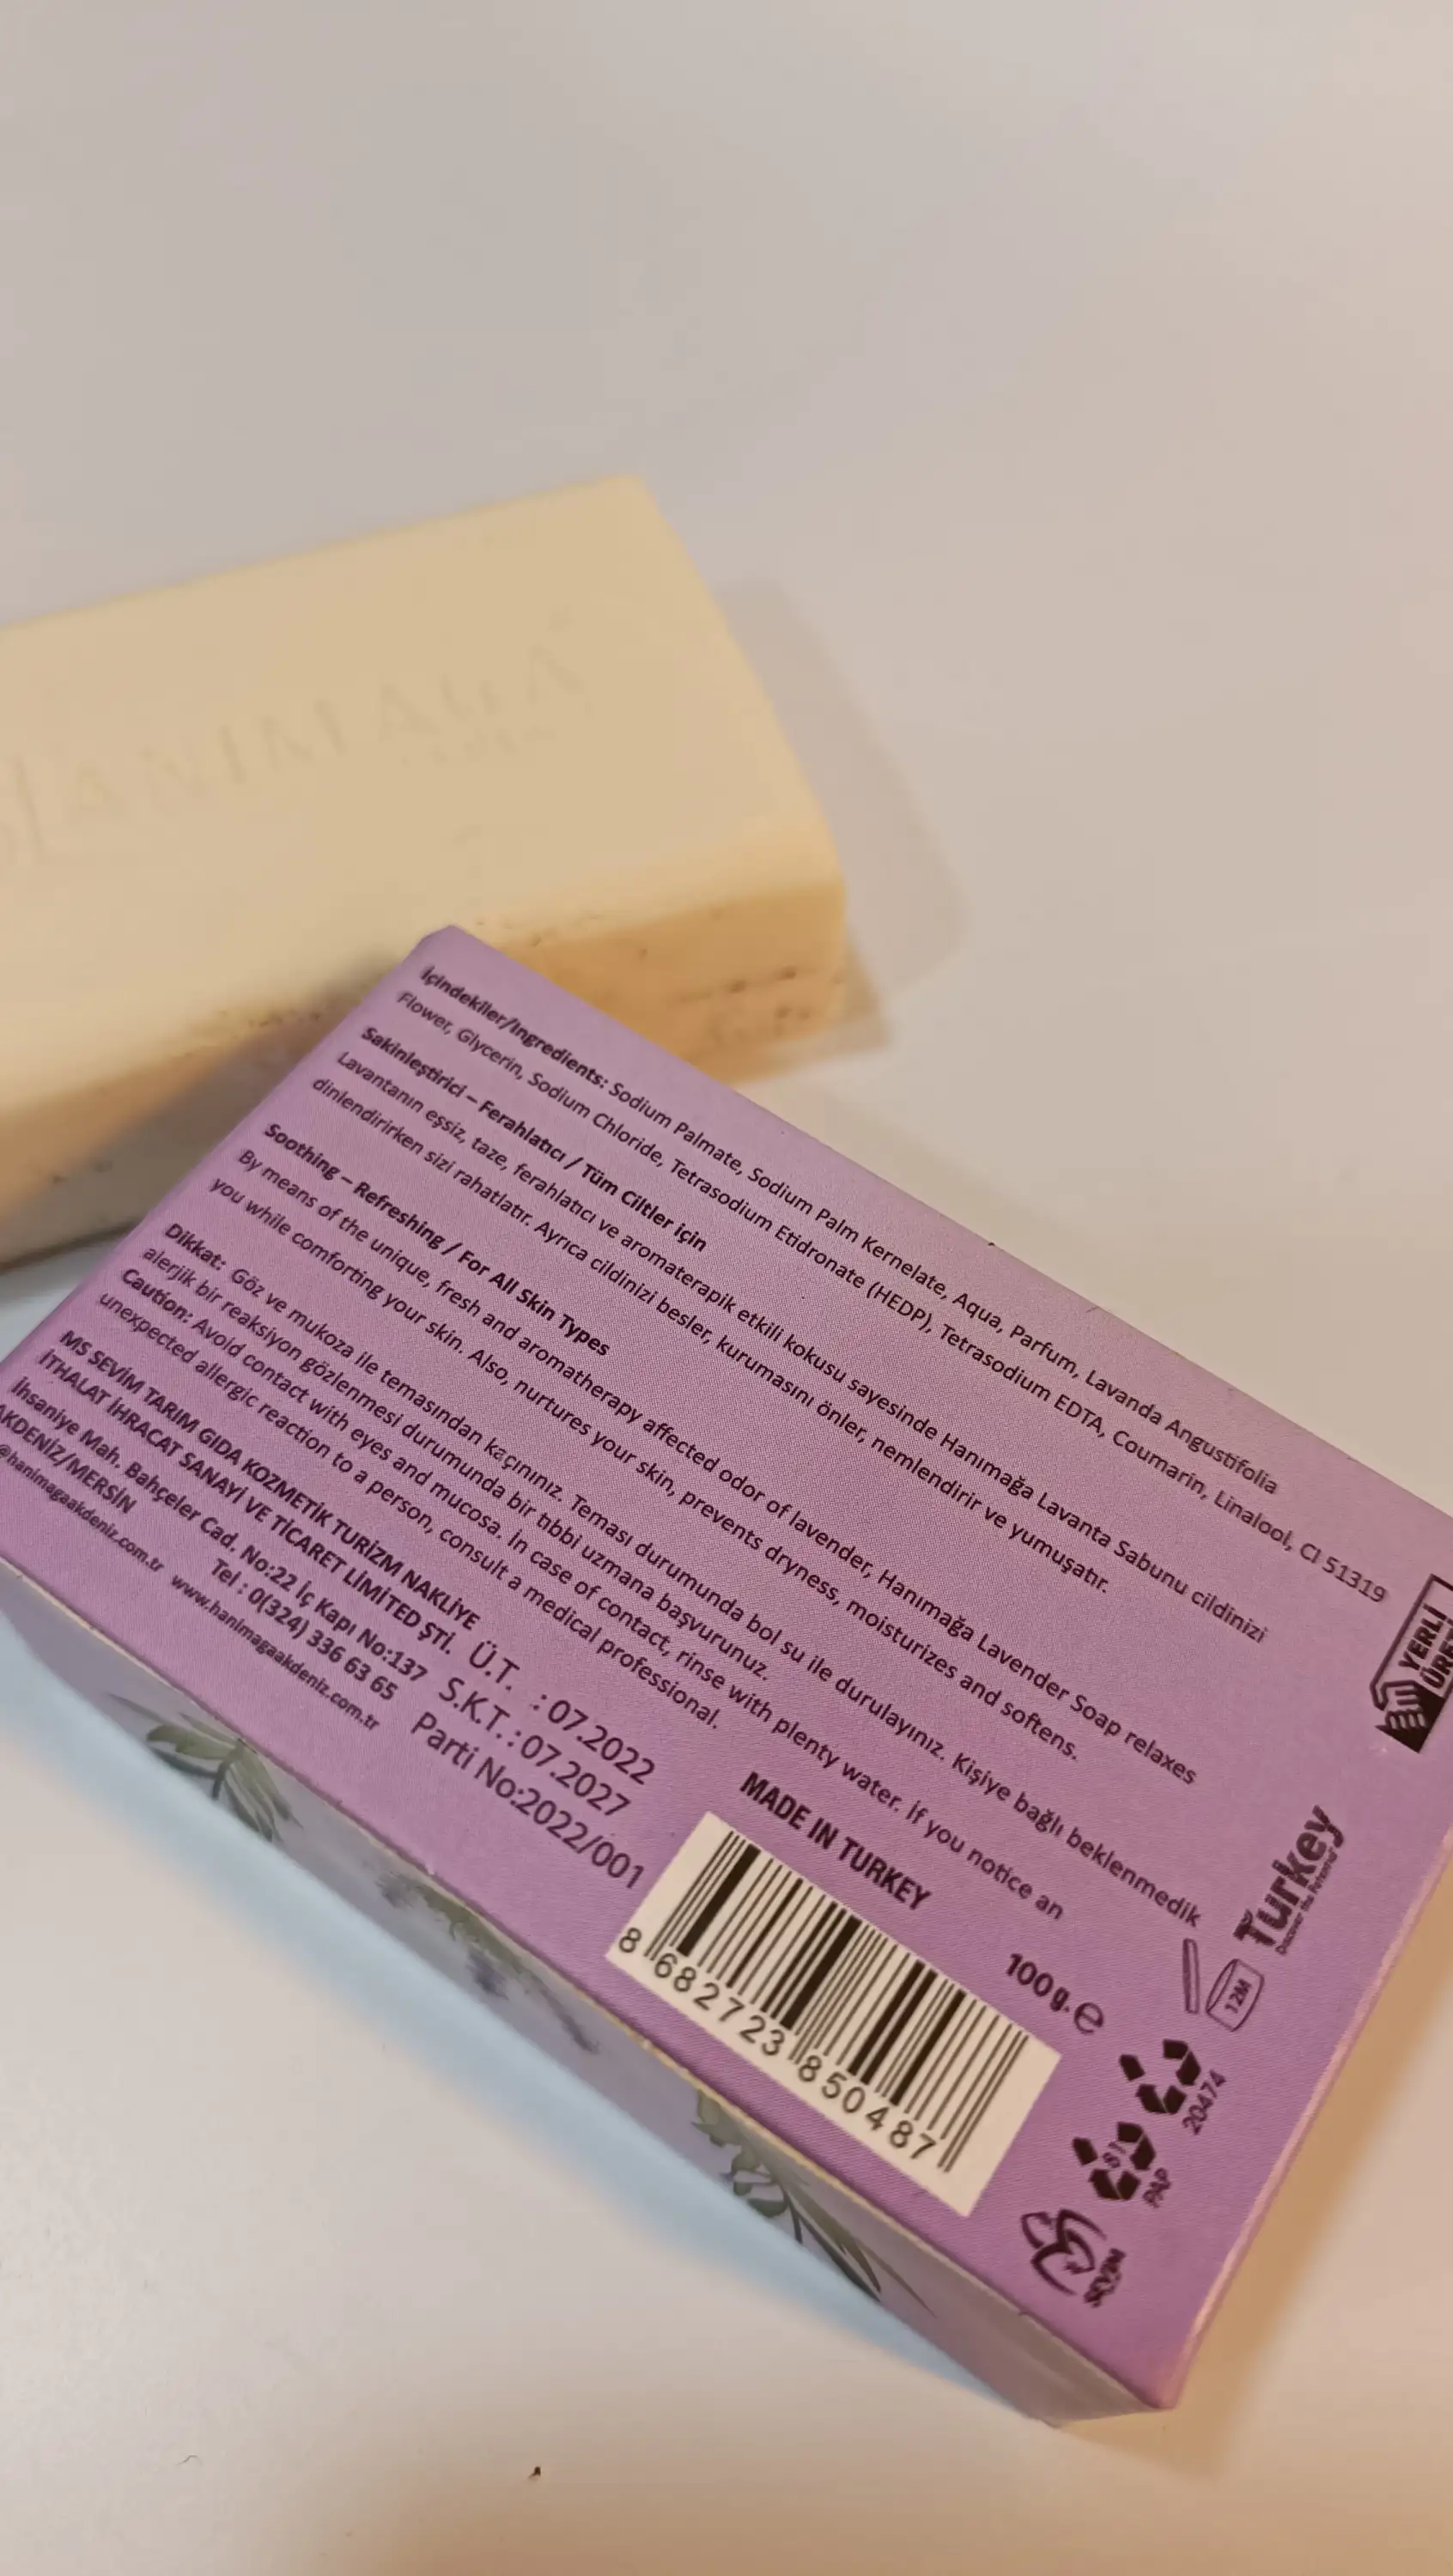 HANIMAĞA
İçindekiler/Ingredients: Sodium Palmate, Sodium Palm Kernelate, Aqua, Parfum, Lavanda Angustifolia
Flower, Glycerin, Sodium Chloride, Tetrasodium Etidronate (HEDP), Tetrasodium EDTA, Coumarin, Linalool, CI 51319
Sakinleştirici – Ferahlatıcı / Tüm Ciltler için
Lavantanın eşsiz, taze, ferahlatıcı ve aromaterapik etkili kokusu sayesinde Hanımağa Lavanta Sabunu cildinizi
dinlendirirken sizi rahatlatır. Ayrıca cildinizi besler, kurumasını önler, nemlendirir ve yumuşatır.
Soothing – Refreshing / For All Skin Types
By means of the unique, fresh and aromatherapy affected odor of lavender, Hanımağa Lavender Soap relaxes
you while comforting your skin. Also, nurtures your skin, prevents dryness, moisturizes and softens.
Dikkat: Göz ve mukoza ile temasından kaçınınız. Teması durumunda bol su ile durulayınız. Kişiye bağlı beklenmedik
alerjik bir reaksiyon gözlenmesi durumunda bir tıbbi uzmana başvurunuz.
Caution: Avoid contact with eyes and mucosa. İn case of contact, rinse with plenty water. İf you notice an
unexpected allergic reaction to a person, consult a medical professional.
MS SEVİM TARIM GIDA KOZMETİK TURİZM NAKLİYE
İTHALAT İHRACAT SANAYİ VE TİCARET LİMİTED ŞTİ.
İhsaniye Mah. Bahçeler Cad. No:22 İç Kapı No:137
AKDENİZ/MERSİN Tel : 0(324) 336 63 65
@hanimagaakdeniz.com.tr www.hanimagaakdeniz.com.tr
Ü.T. : 07.2022
S.K.T. : 07.2027
Parti No:2022/001
MADE IN TURKEY
8 682723 850487
100 g. ℮
YERLİ
Turkey
Discover the Potential
12M
20474
81
PAP
SEVİM